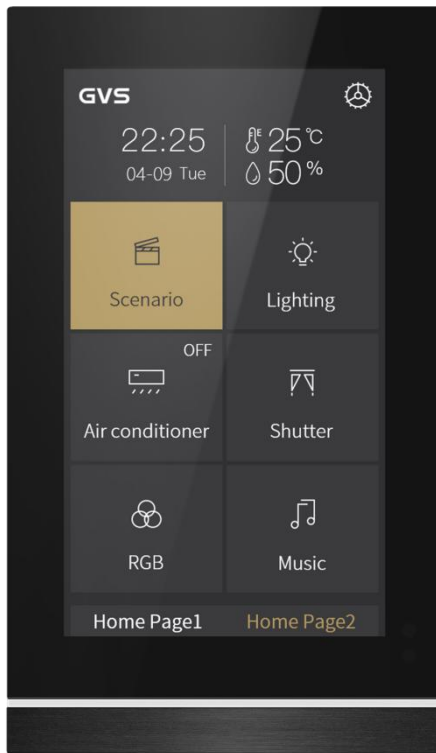 GVS
22:25
04-09 Tue
E 25℃
50%
Scenario
Lighting
OFF
Air conditioner
Shutter
RGB
Music
Home Page1
Home Page2